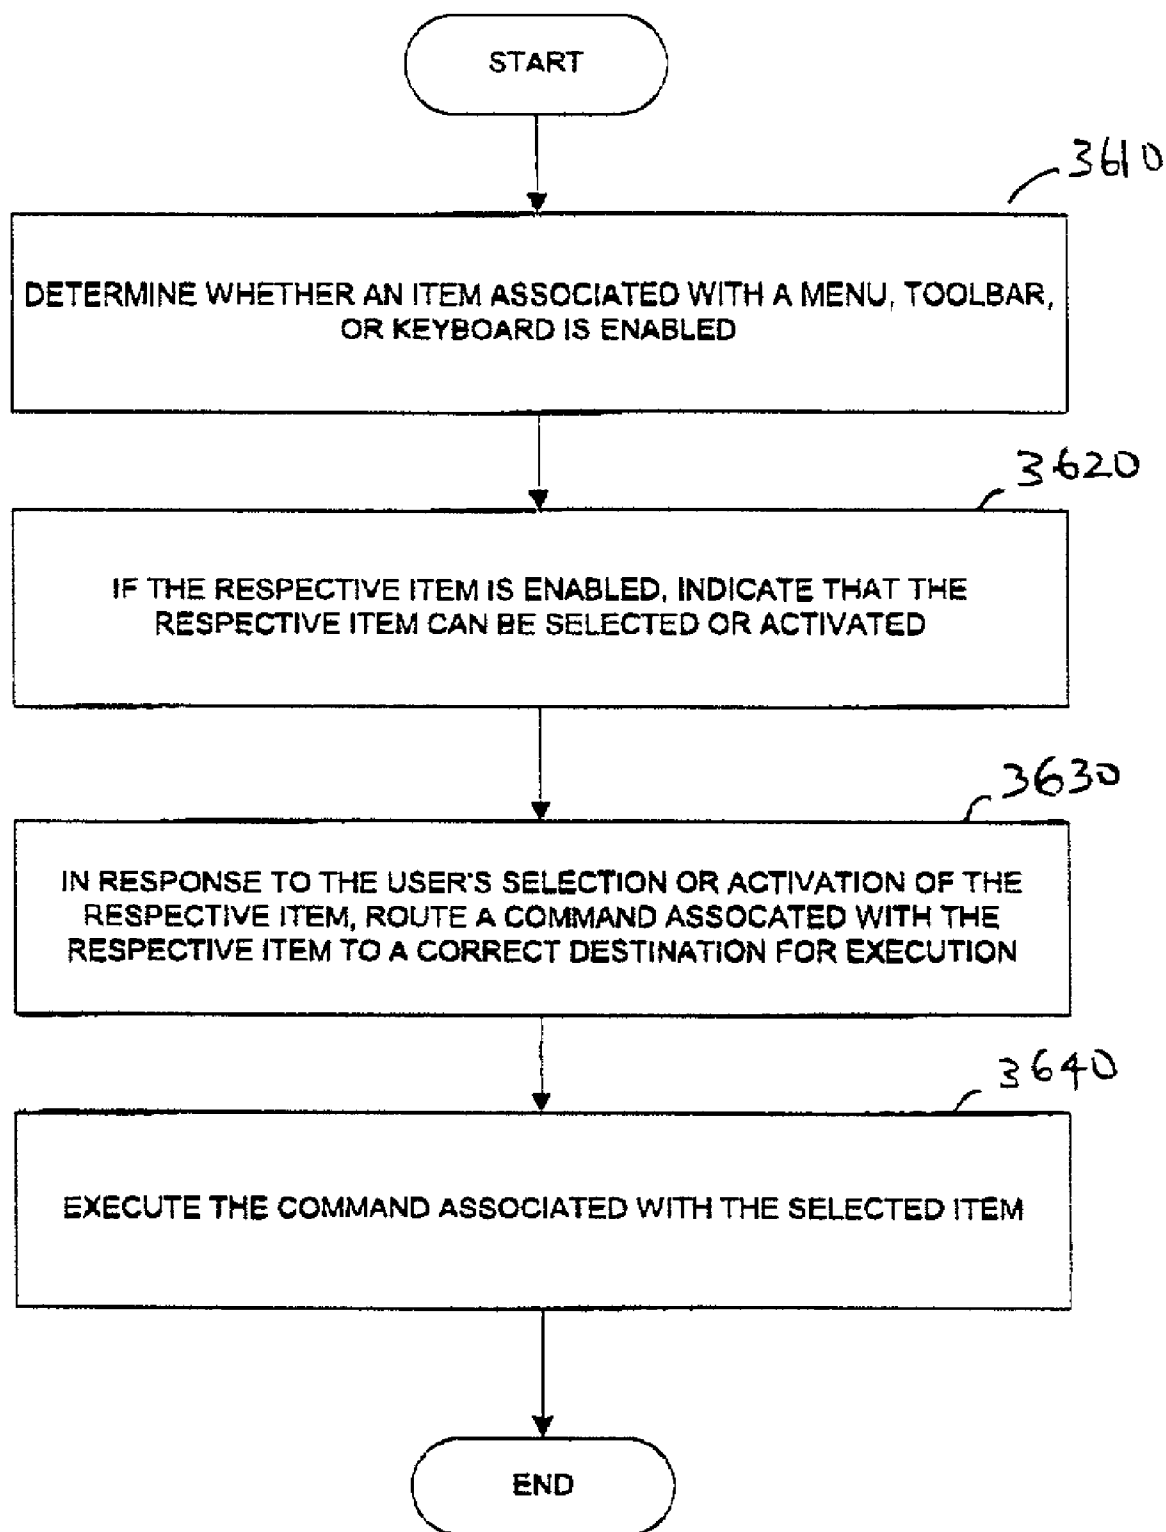 START
3610
DETERMINE WHETHER AN ITEM ASSOCIATED WITH A MENU, TOOLBAR,
OR KEYBOARD IS ENABLED
3620
IF THE RESPECTIVE ITEM IS ENABLED, INDICATE THAT THE
RESPECTIVE ITEM CAN BE SELECTED OR ACTIVATED
3630
IN RESPONSE TO THE USER'S SELECTION OR ACTIVATION OF THE
RESPECTIVE ITEM, ROUTE A COMMAND ASSOCATED WITH THE
RESPECTIVE ITEM TO A CORRECT DESTINATION FOR EXECUTION
3640
EXECUTE THE COMMAND ASSOCIATED WITH THE SELECTED ITEM
END